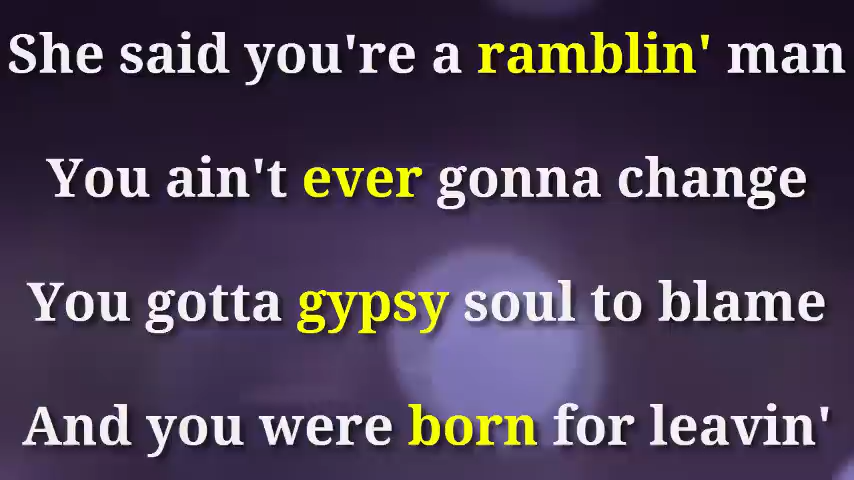 She said you're a ramblin' man
You ain't ever gonna change
You gotta gypsy soul to blame
And you were born for leavin'